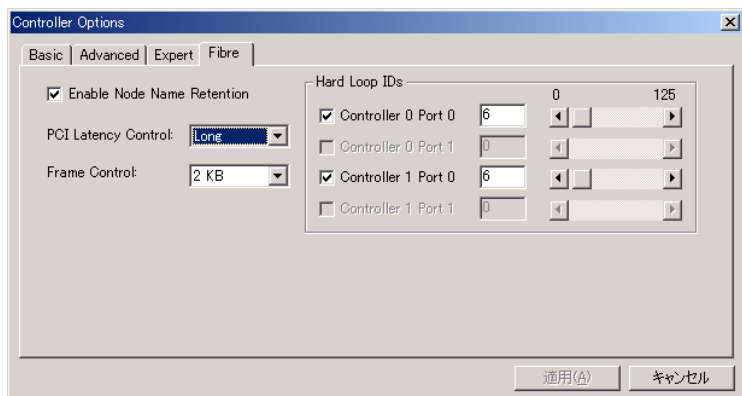 Controller Options
Basic Advanced Expert Fibre
Enable Node Name Retention
PCI Latency Control: Long
Frame Control: 2 KB
Hard Loop IDs
0 125
Controller 0 Port 0 6
Controller 0 Port 1 0
Controller 1 Port 0 6
Controller 1 Port 1 0
適用(A) キャンセル